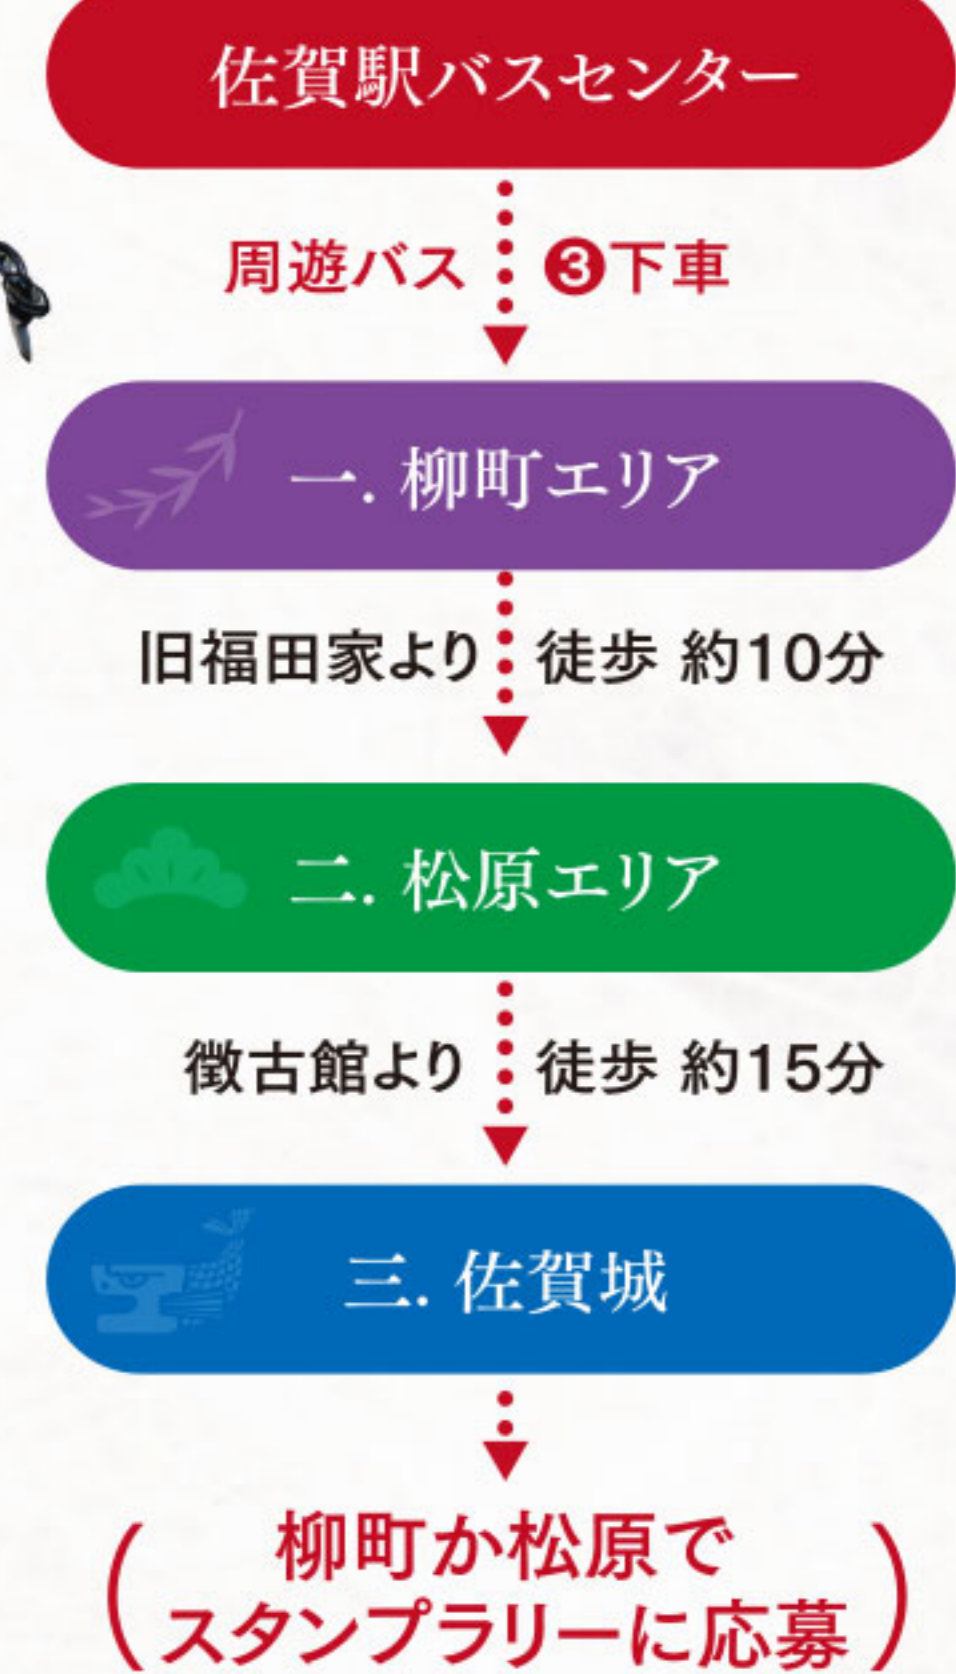 佐賀駅バスセンター
周遊バス ❸下車
一. 柳町エリア
旧福田家より 徒歩 約10分
二. 松原エリア
徴古館より 徒歩 約15分
三. 佐賀城
(柳町か松原で
スタンプラリーに応募)